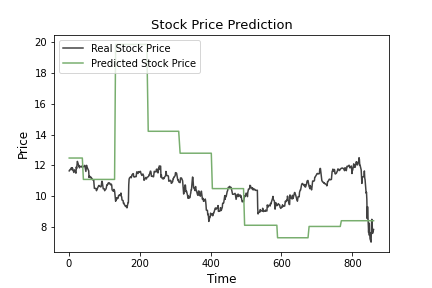 Stock Price Prediction
Real Stock Price
Predicted Stock Price
20
18
16
14
12
10
8
Price
0 200 400 600 800
Time